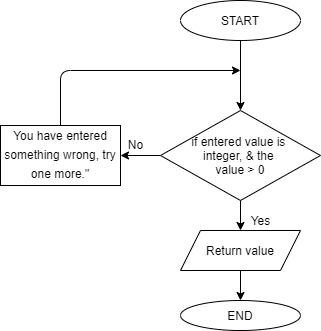 START
You have entered
something wrong, try
one more."
No
if entered value is
integer, & the
value > 0
Yes
Return value
END